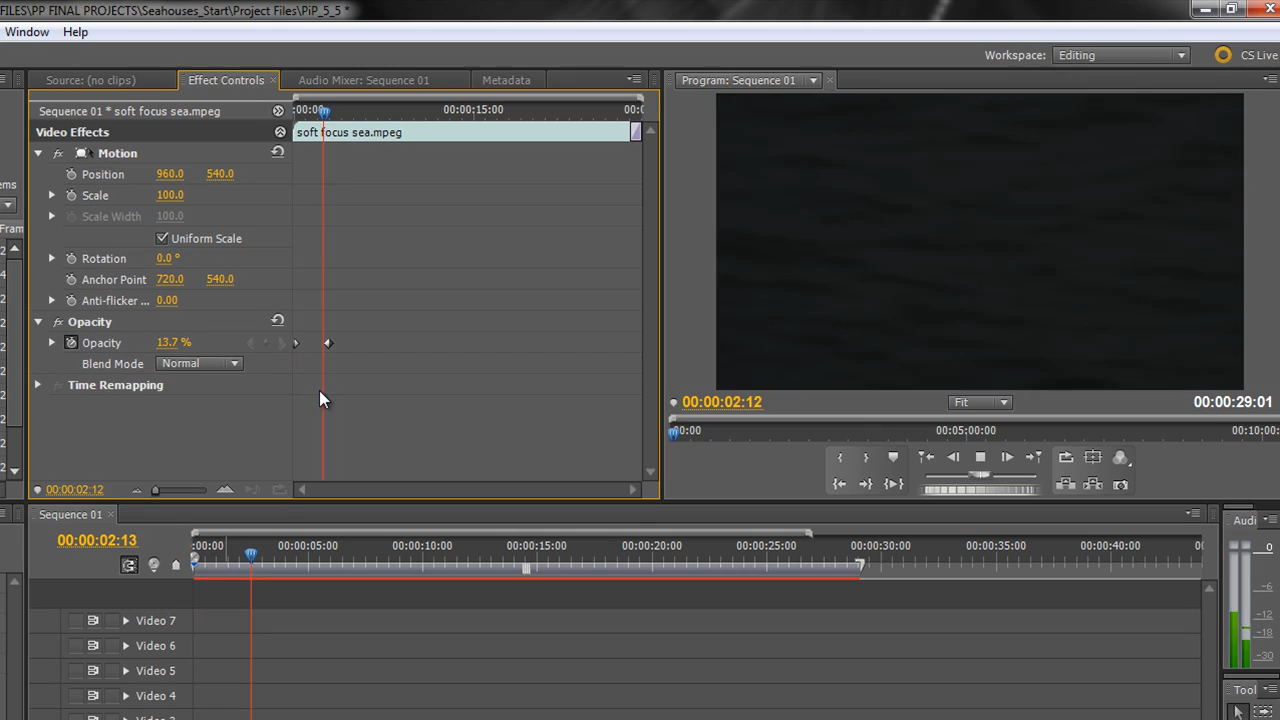 FILES\PP FINAL PROJECTS\Seahouses_Start\Project Files\PiP_5_5 *
Window Help
Workspace: Editing CS Live
Source: (no clips) Effect Controls × Audio Mixer: Sequence 01 Metadata
Program: Sequence 01
Sequence 01 * soft focus sea.mpeg
:00:00 00:00:15:00 00:0
Video Effects
soft focus sea.mpeg
Motion
Position 960.0 540.0
ems
Scale 100.0
Scale Width 100.0
Fram
Uniform Scale
Rotation 0.0 °
Anchor Point 720.0 540.0
Anti-flicker ... 0.00
Opacity
Opacity 13.7 %
Blend Mode Normal
Time Remapping
00:00:02:12 Fit 00:00:29:01
00:00 00:05:00:00 00:10:00:
00:00:02:12
Sequence 01 ×
00:00:02:13
:00:00 00:00:05:00 00:00:10:00 00:00:15:00 00:00:20:00 00:00:25:00 00:00:30:00 00:00:35:00 00:00:40:00 00
Audi
0
-6
-12
-18
-30
Video 7
Video 6
Video 5
Video 4
Tool